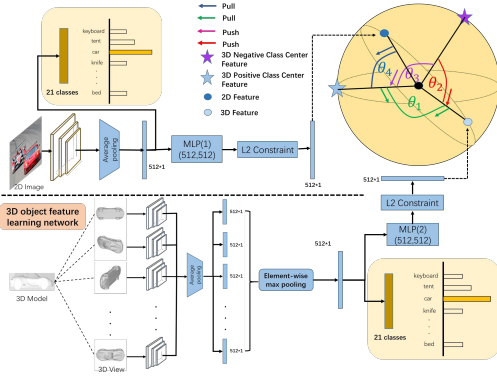 keyboard
tent
car
knife
bed
21 classes
Pull
Pull
Push
Push
3D Negative Class Center
Feature
3D Positive Class Center
Feature
2D Feature
3D Feature
θ4
θ3
θ2
θ1
2D Image
Average
pooling
512*1
MLP(1)
(512,512)
L2 Constraint
512*1
512*1
L2 Constraint
MLP(2)
(512,512)
3D object feature
learning network
3D Model
3D View
Average
pooling
512*1
512*1
512*1
512*1
Element-wise
max pooling
512*1
keyboard
tent
car
knife
bed
21 classes